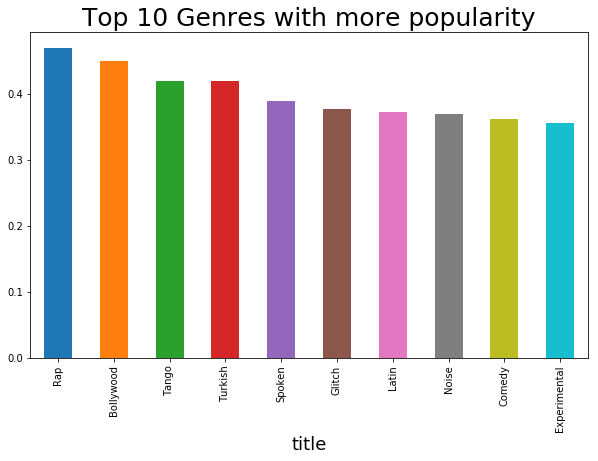 Top 10 Genres with more popularity
0.4
0.3
0.2
0.1
0.0
Rap
Bollywood
Tango
Turkish
Spoken
Glitch
Latin
Noise
Comedy
Experimental
title